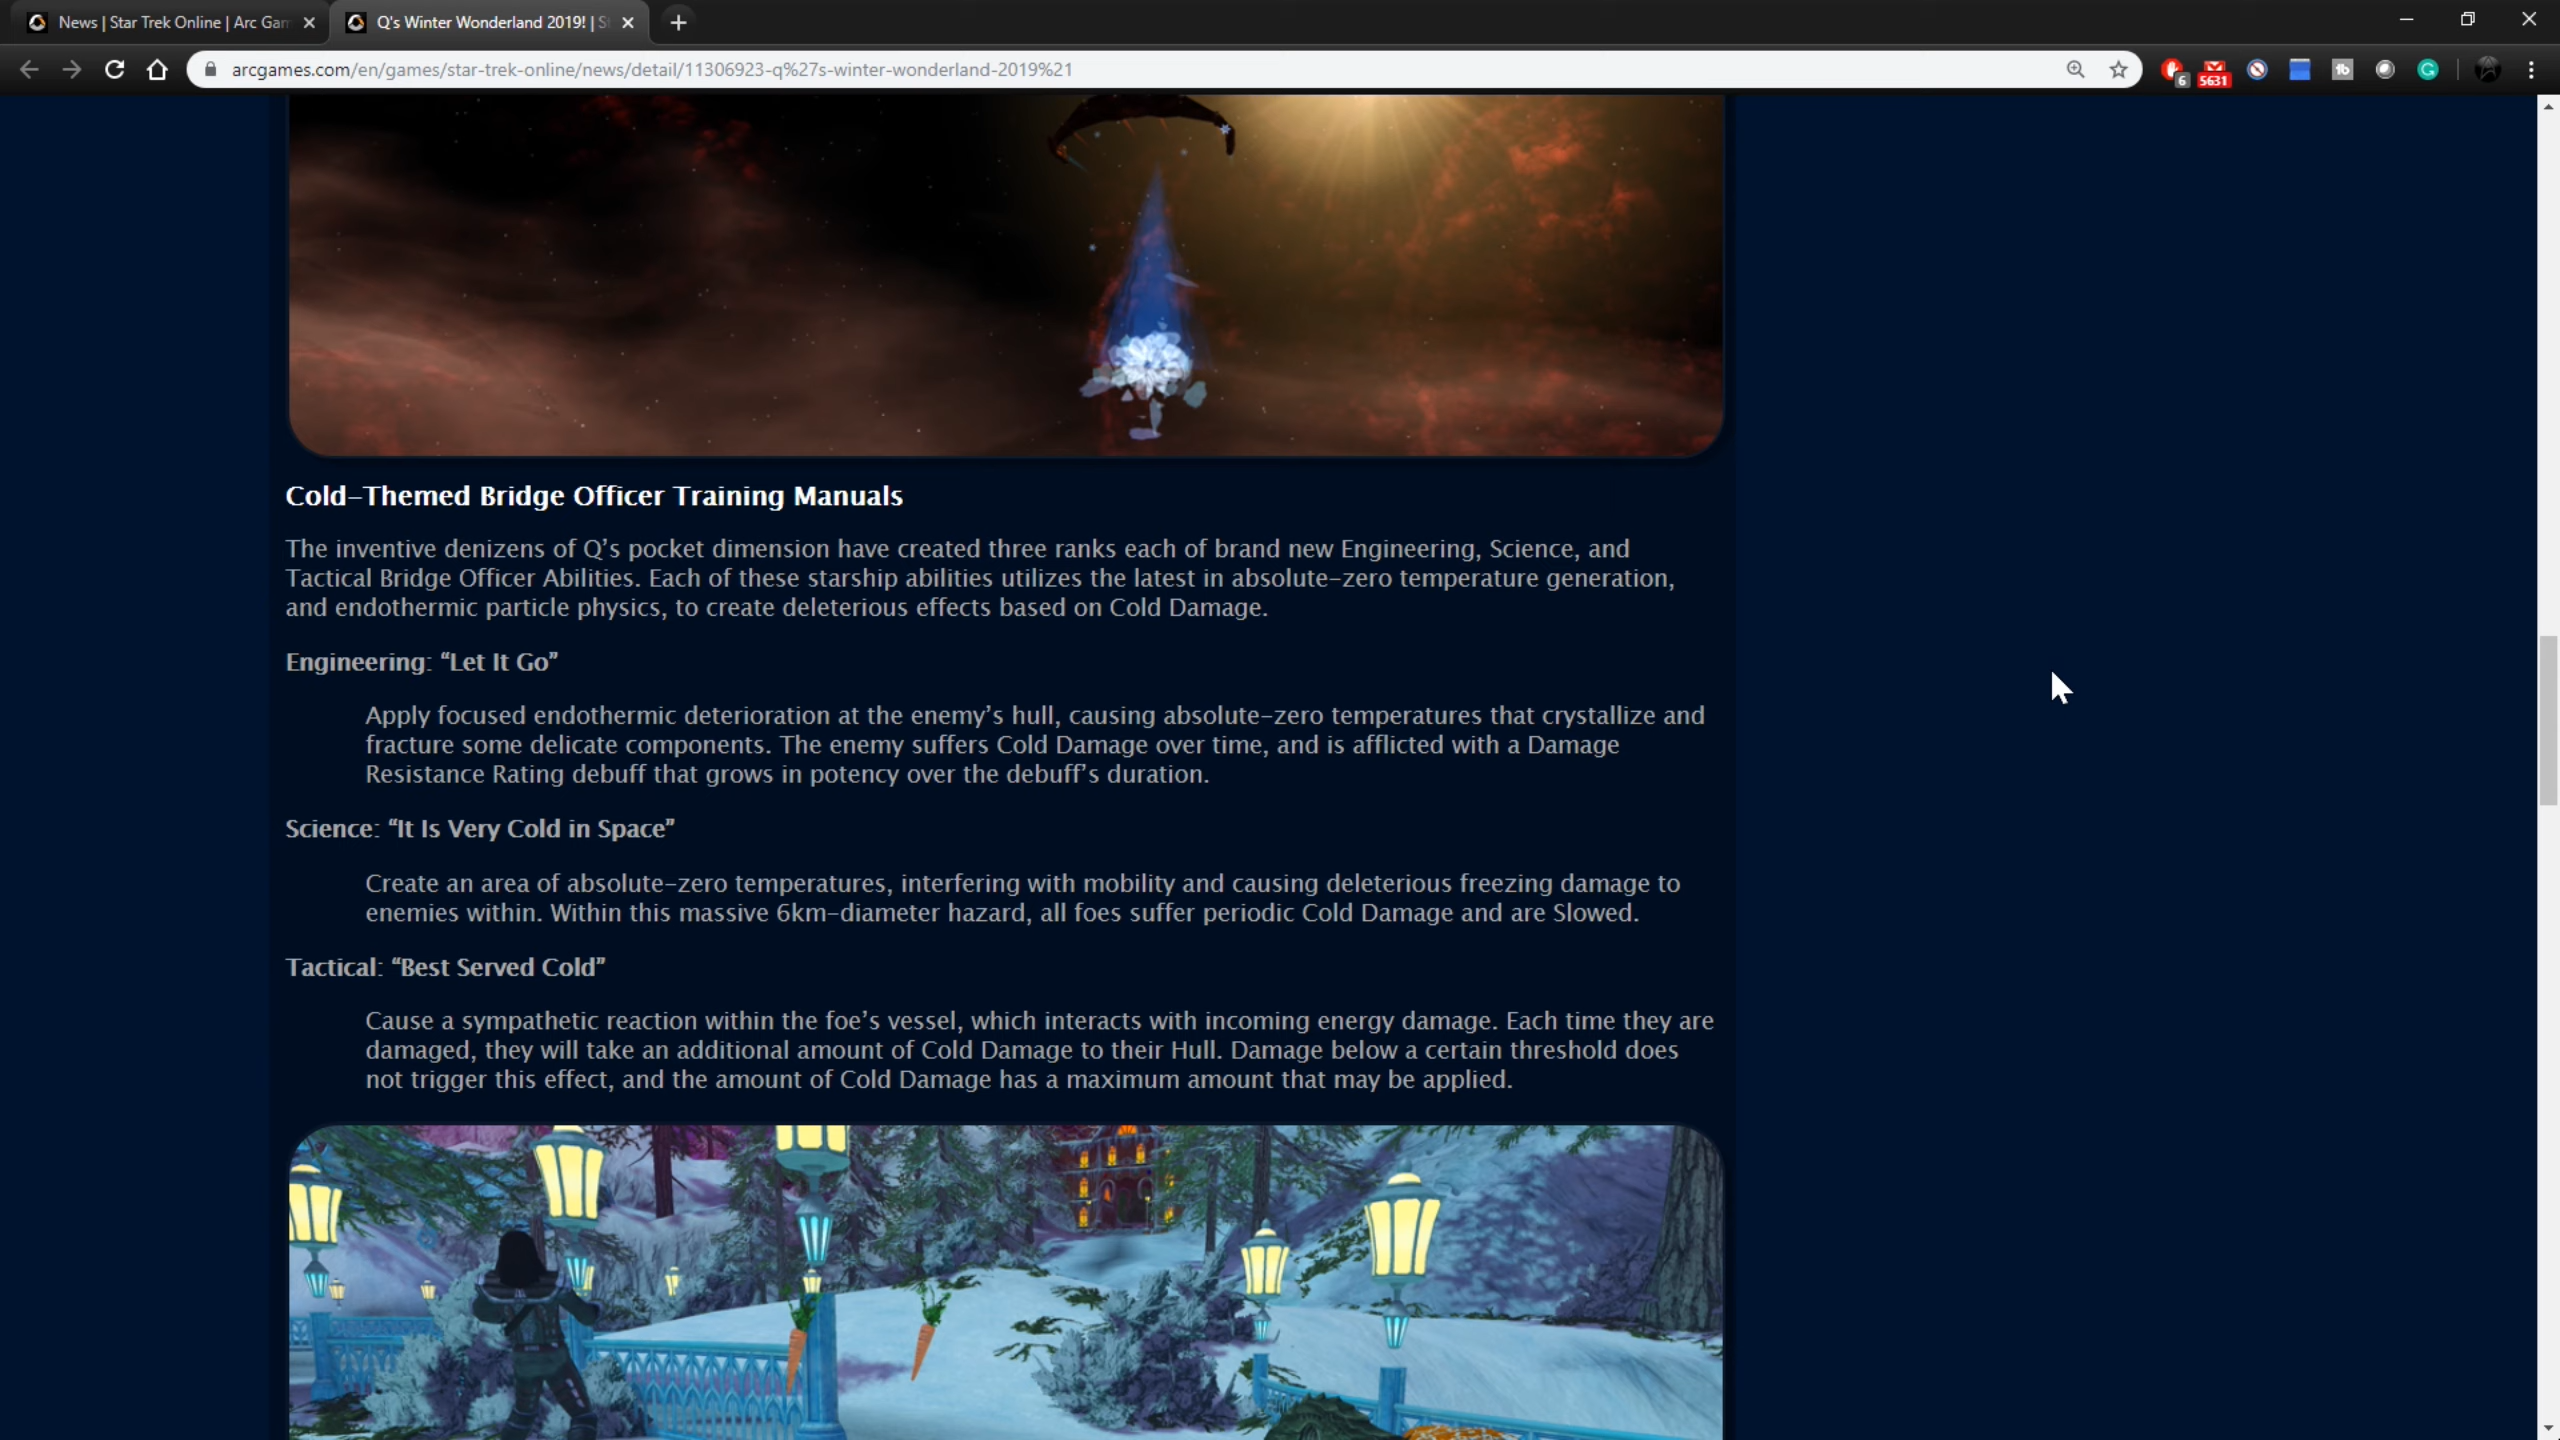 News | Star Trek Online | Arc Gam
Q's Winter Wonderland 2019! | S
arcgames.com/en/games/star-trek-online/news/detail/11306923-q%27s-winter-wonderland-2019%21
6
5631
tb
G
Cold-Themed Bridge Officer Training Manuals
The inventive denizens of Q’s pocket dimension have created three ranks each of brand new Engineering, Science, and
Tactical Bridge Officer Abilities. Each of these starship abilities utilizes the latest in absolute-zero temperature generation,
and endothermic particle physics, to create deleterious effects based on Cold Damage.
Engineering: “Let It Go”
Apply focused endothermic deterioration at the enemy’s hull, causing absolute-zero temperatures that crystallize and
fracture some delicate components. The enemy suffers Cold Damage over time, and is afflicted with a Damage
Resistance Rating debuff that grows in potency over the debuff’s duration.
Science: “It Is Very Cold in Space”
Create an area of absolute-zero temperatures, interfering with mobility and causing deleterious freezing damage to
enemies within. Within this massive 6km-diameter hazard, all foes suffer periodic Cold Damage and are Slowed.
Tactical: “Best Served Cold”
Cause a sympathetic reaction within the foe’s vessel, which interacts with incoming energy damage. Each time they are
damaged, they will take an additional amount of Cold Damage to their Hull. Damage below a certain threshold does
not trigger this effect, and the amount of Cold Damage has a maximum amount that may be applied.